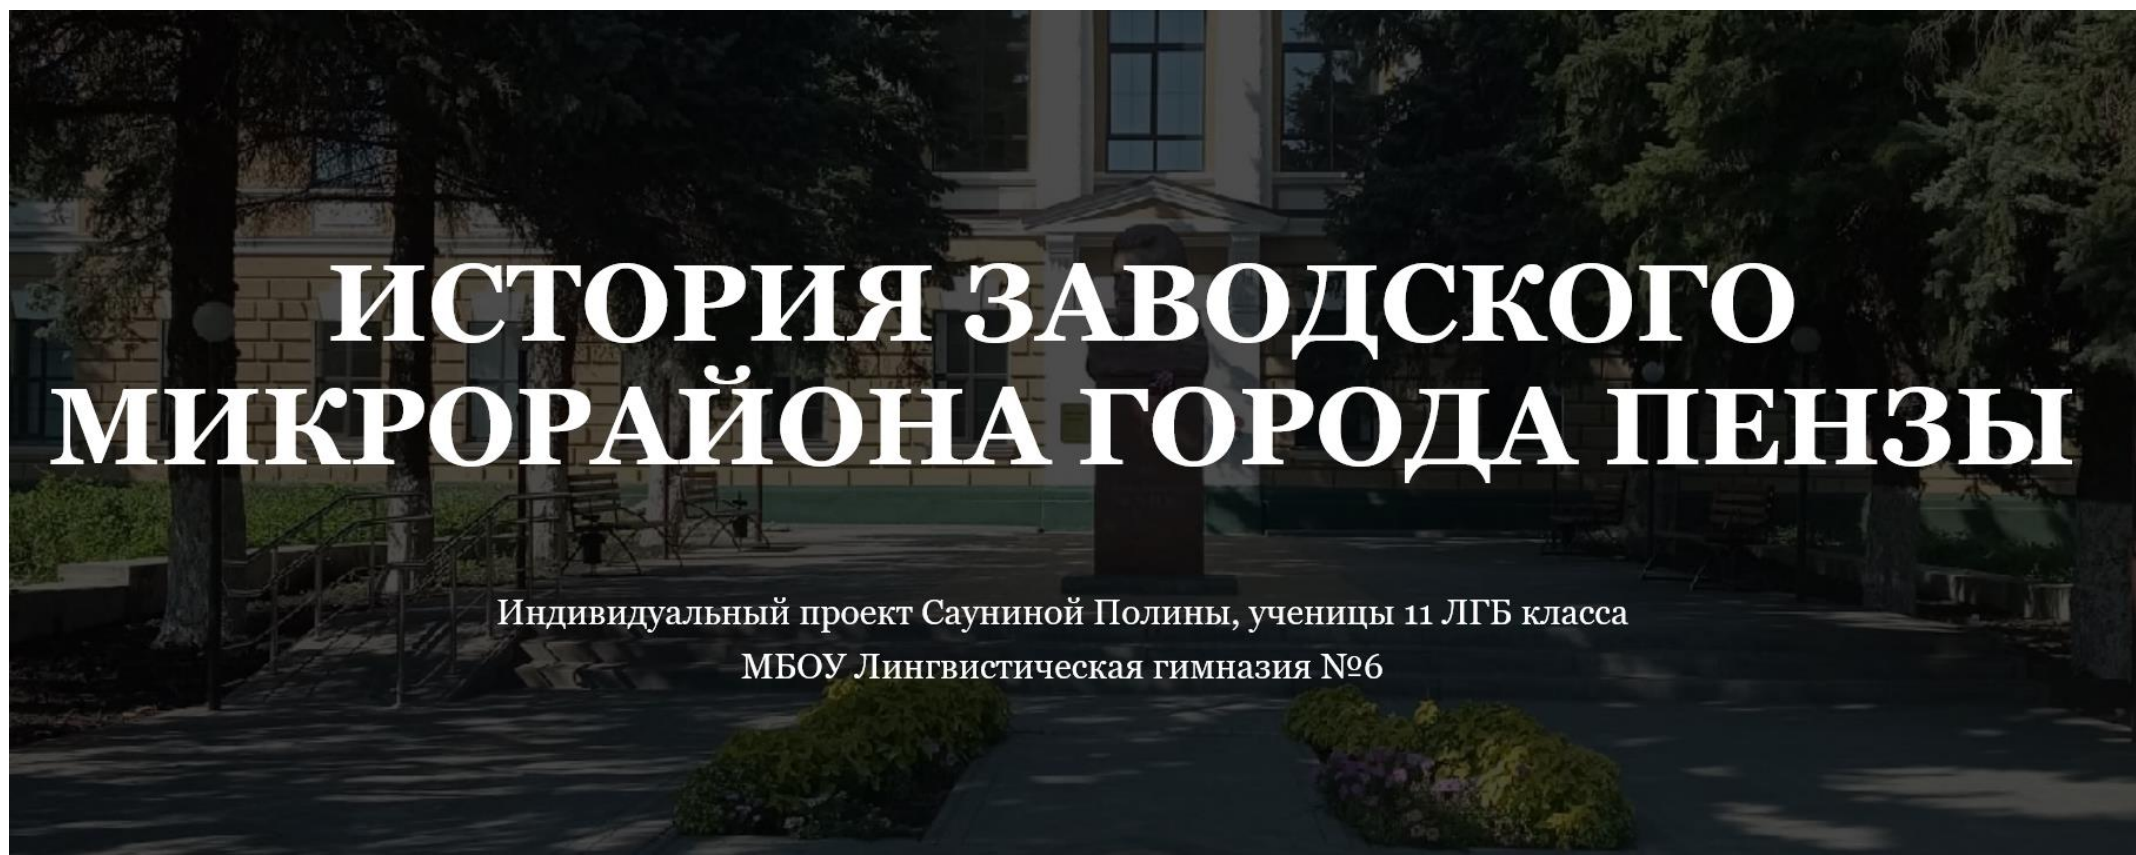 ИСТОРИЯ ЗАВОДСКОГО
МИКРОРАЙОНА ГОРОДА ПЕНЗЫ
Индивидуальный проект Сауниной Полины, ученицы 11 ЛГБ класса
МБОУ Лингвистическая гимназия №6